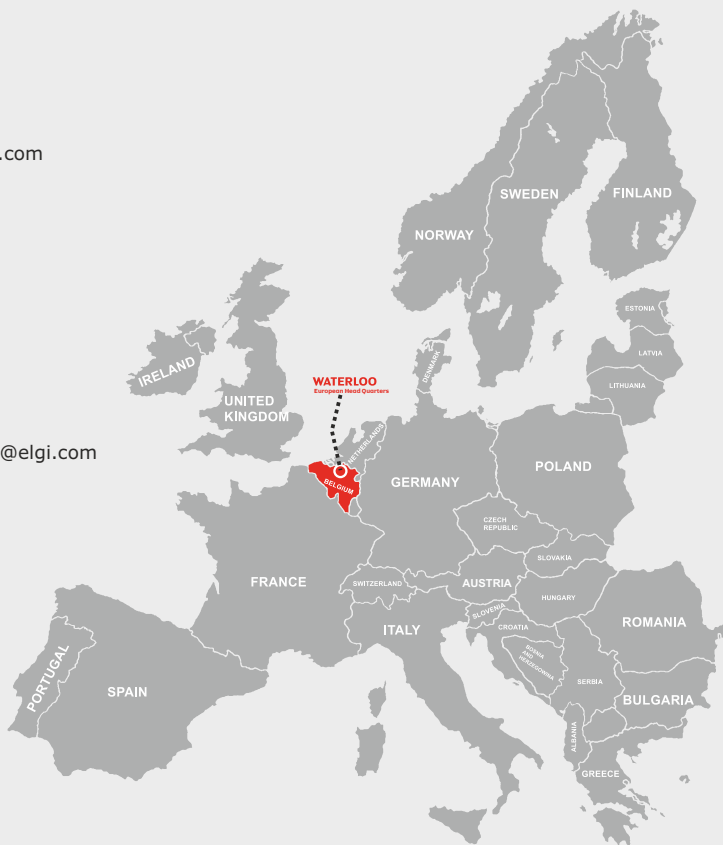 .com
SWEDEN
FINLAND
NORWAY
ESTONIA
LATVIA
DENMARK
LITHUANIA
IRELAND
WATERLOO
European Head Quarters
UNITED
KINGDOM
@elgi.com
NETHERLANDS
BELGIUM
GERMANY
POLAND
CZECH
REPUBLIC
SLOVAKIA
FRANCE
SWITZERLAND
AUSTRIA
HUNGARY
SLOVENIA
CROATIA
ITALY
ROMANIA
BOSNIA
AND
HERZEGOVINA
PORTUGAL
SPAIN
SERBIA
BULGARIA
ALBANIA
GREECE